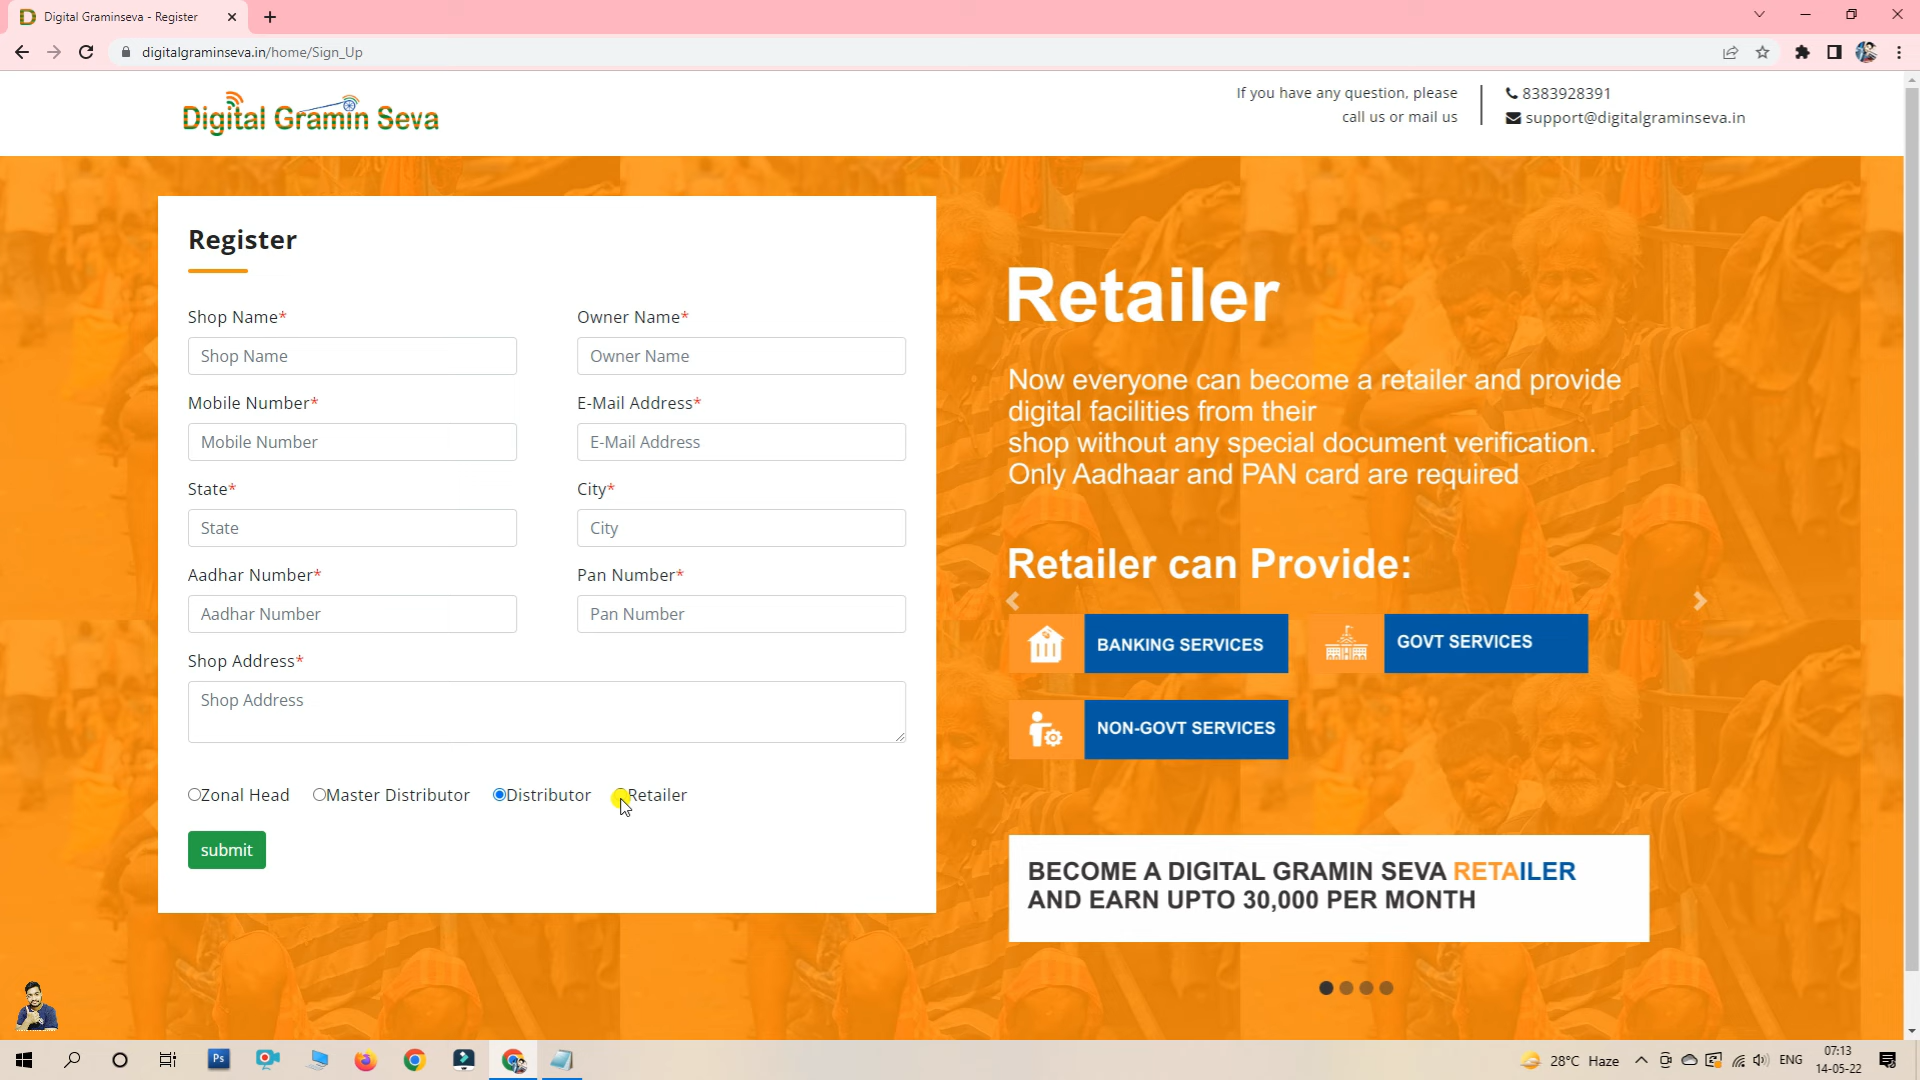 Digital Graminseva - Register
digitalgraminseva.in/home/Sign_Up
Digital Gramin Seva
If you have any question, please
call us or mail us
8383928391
support@digitalgraminseva.in
Register
Shop Name*
Owner Name*
Shop Name
Owner Name
Mobile Number*
E-Mail Address*
Mobile Number
E-Mail Address
State*
City*
State
City
Aadhar Number*
Pan Number*
Aadhar Number
Pan Number
Shop Address*
Shop Address
Zonal Head Master Distributor Distributor Retailer
submit
Retailer
Now everyone can become a retailer and provide
digital facilities from their
shop without any special document verification.
Only Aadhaar and PAN card are required
Retailer can Provide:
BANKING SERVICES
GOVT SERVICES
NON-GOVT SERVICES
BECOME A DIGITAL GRAMIN SEVA RETAILER
AND EARN UPTO 30,000 PER MONTH
Ps
28°C Haze
ENG
07:13
14-05-22